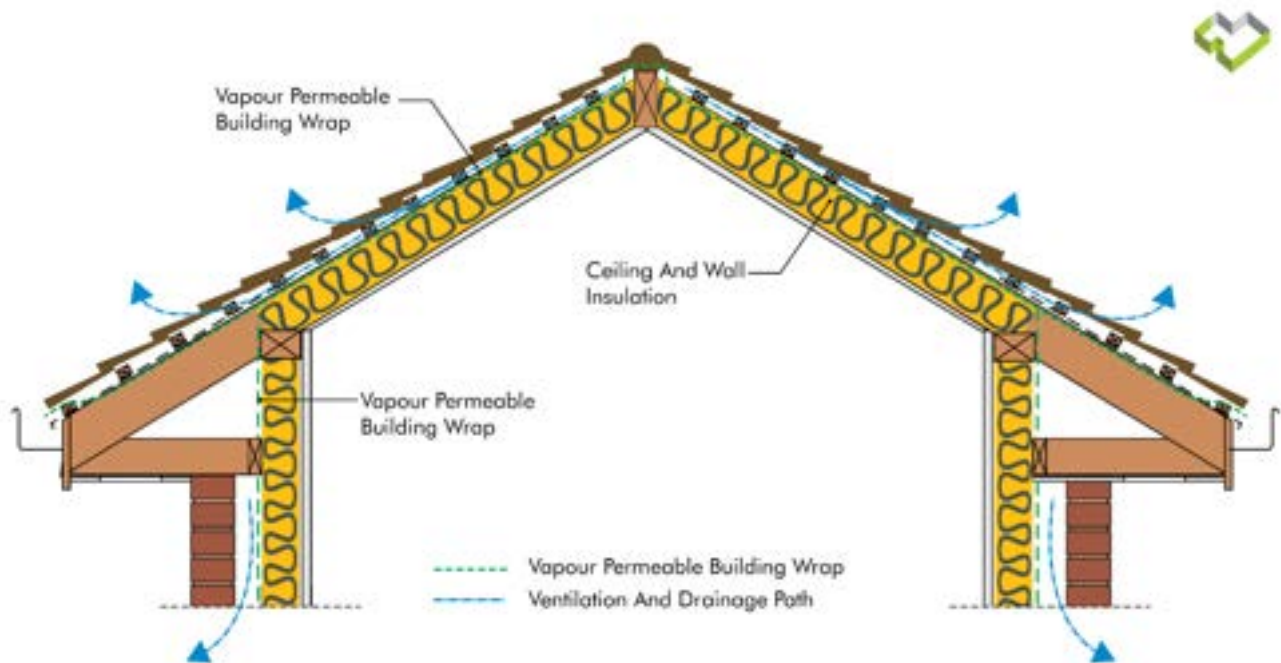 Vapour Permeable
Building Wrap
Ceiling And Wall
Insulation
Vapour Permeable
Building Wrap
Vapour Permeable Building Wrap
Ventilation And Drainage Path